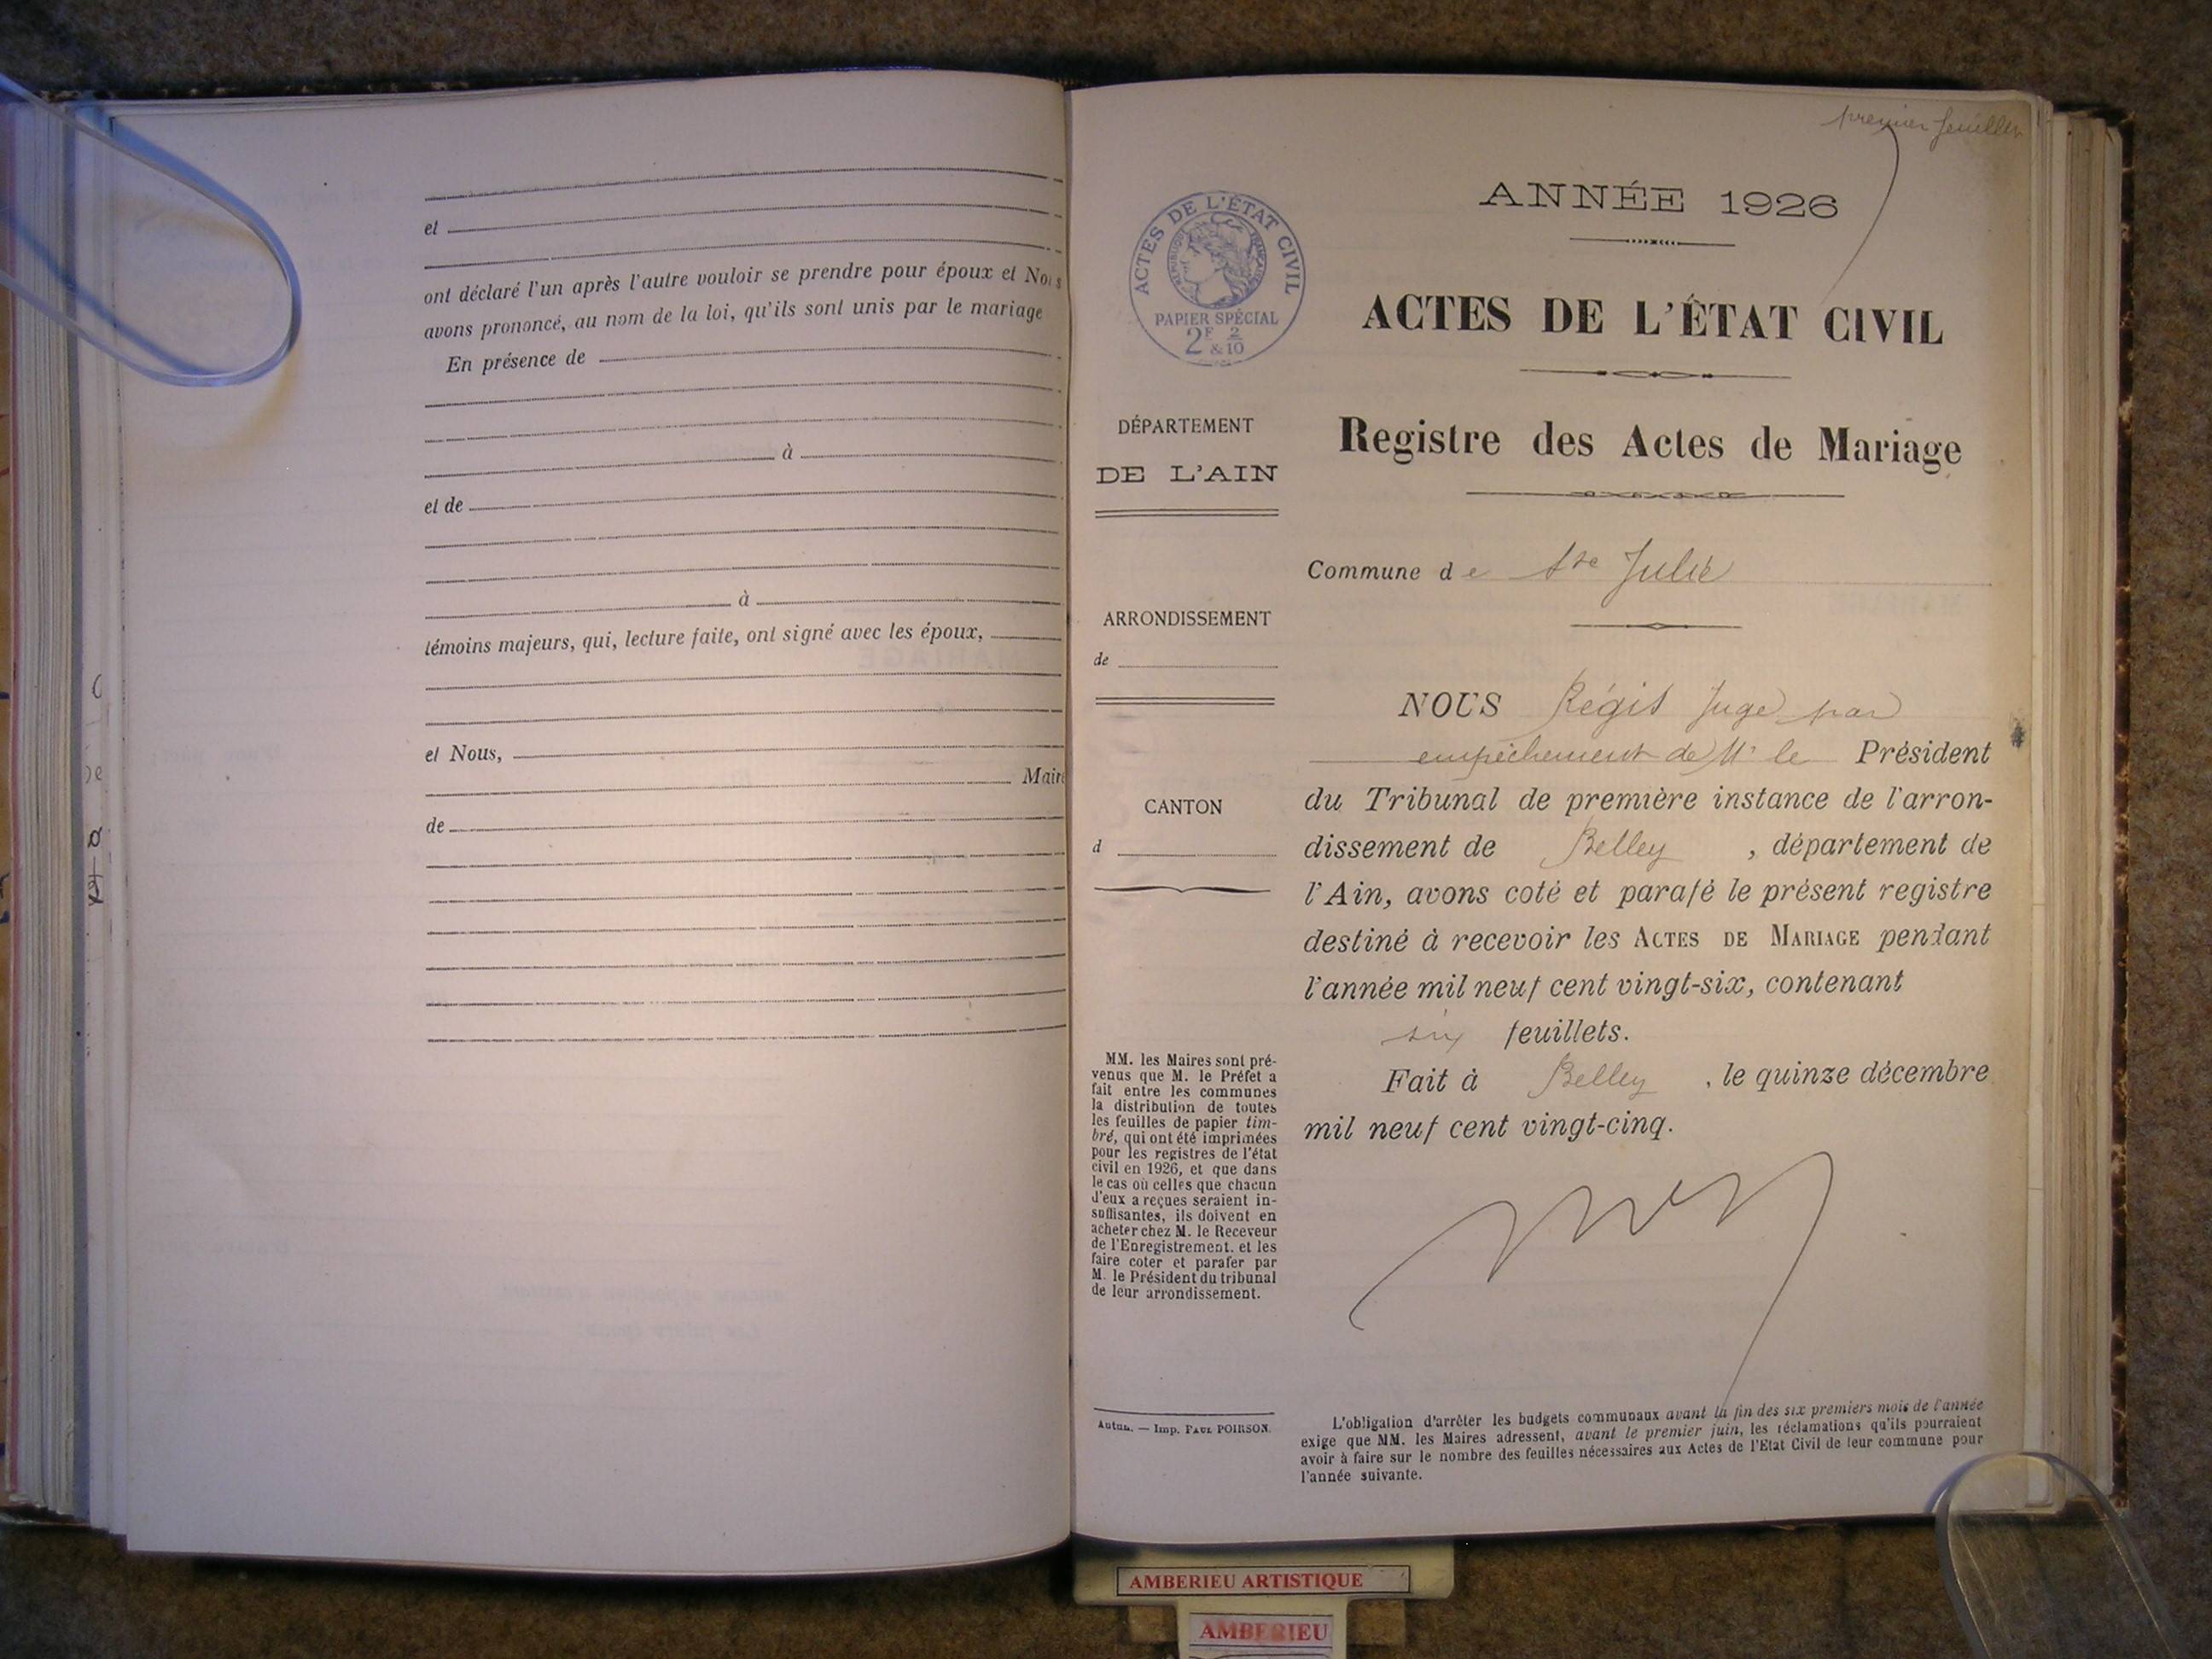 et
ont déclaré l'un après l'autre vouloir se prendre pour époux et Nous
avons prononcé, au nom de la loi, qu'ils sont unis par le mariage
En présence de
à
et de
à
témoins majeurs, qui, lecture faite, ont signé avec les époux,
et Nous,
Maire
de
premier feuillet
ACTES DE L'ÉTAT CIVIL
RÉPUBLIQUE FRANÇAISE
PAPIER SPÉCIAL
2F & 2/10
DÉPARTEMENT
DE L'AIN
ARRONDISSEMENT
de
CANTON
d
MM. les Maires sont pré-
venus que M. le Préfet a
fait entre les communes
la distribution de toutes
les feuilles de papier tim-
bré, qui ont été imprimées
pour les registres de l'état
civil en 1926, et que dans
le cas où celles que chacun
d'eux a reçues seraient in-
suffisantes, ils doivent en
acheter chez M. le Receveur
de l'Enregistrement. et les
faire coter et parafer par
M. le Président du tribunal
de leur arrondissement.
Autun. — Imp. PAUL POIRSON.
ANNÉE 1926
ACTES DE L'ÉTAT CIVIL
Registre des Actes de Mariage
Commune de Ste Julie
NOUS Régis Juge par
empêchement de Mr le Président
du Tribunal de première instance de l'arron-
dissement de Belley, département de
l'Ain, avons coté et parafé le présent registre
destiné à recevoir les ACTES DE MARIAGE pendant
l'année mil neuf cent vingt-six, contenant
six feuillets.
Fait à Belley, le quinze décembre
mil neuf cent vingt-cinq.
L'obligation d'arrêter les budgets communaux avant la fin des six premiers mois de l'année
exige que MM. les Maires adressent, avant le premier juin, les réclamations qu'ils pourraient
avoir à faire sur le nombre des feuilles nécessaires aux Actes de l'Etat Civil de leur commune pour
l'année suivante.
AMBERIEU ARTISTIQUE
AMBERIEU